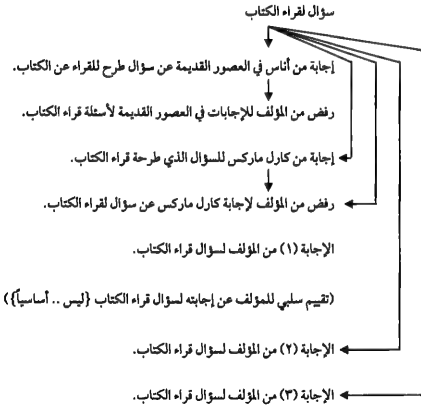 سؤال لقراء الكتاب
إجابة من أناس في العصور القديمة عن سؤال طرح للقراء عن الكتاب.
رفض من المؤلف للإجابات في العصور القديمة لأسئلة قراء الكتاب.
إجابة من كارل ماركس للسؤال الذي طرحة قراء الكتاب.
رفض من المؤلف لإجابة كارل ماركس عن سؤال لقراء الكتاب.
الإجابة (١) من المؤلف لسؤال قراء الكتاب.
(تقييم سلبي للمؤلف عن إجابته لسؤال قراء الكتاب {ليس .. أساسياً})
الإجابة (٢) من المؤلف لسؤال قراء الكتاب.
الإجابة (٣) من المؤلف لسؤال قراء الكتاب.